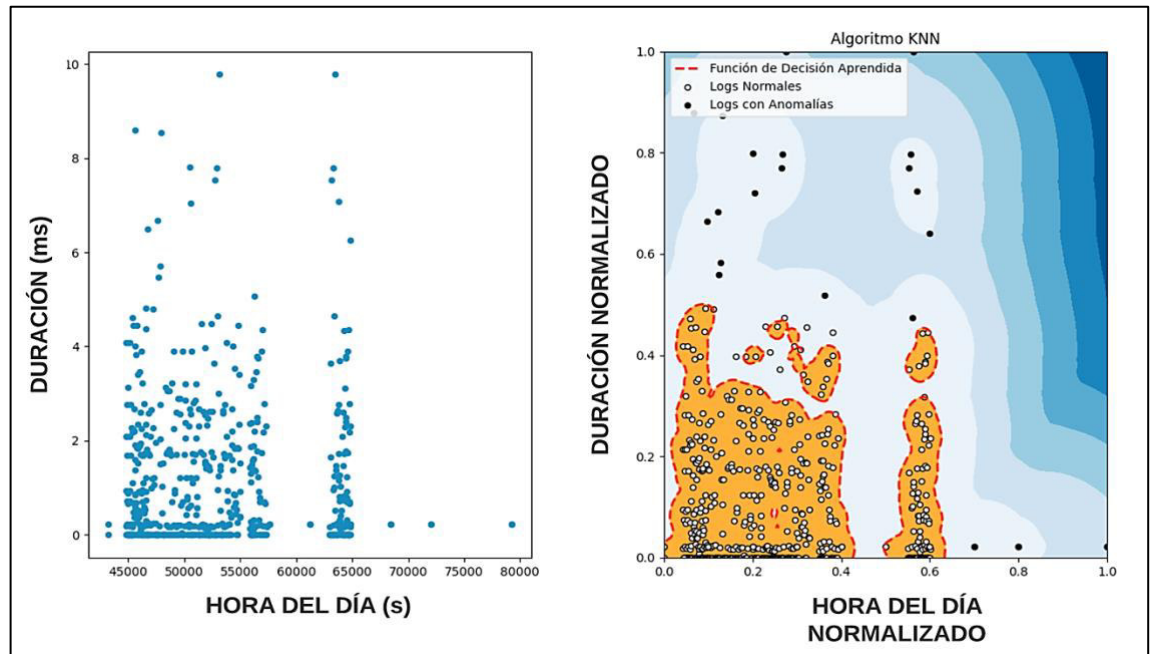 10
8
6
4
2
0
DURACIÓN (ms)
45000 50000 55000 60000 65000 70000 75000 80000
HORA DEL DÍA (s)
Algoritmo KNN
Función de Decisión Aprendida
Logs Normales
Logs con Anomalías
1.0
0.8
0.6
0.4
0.2
0.0
DURACIÓN NORMALIZADO
0.0 0.2 0.4 0.6 0.8 1.0
HORA DEL DÍA
NORMALIZADO